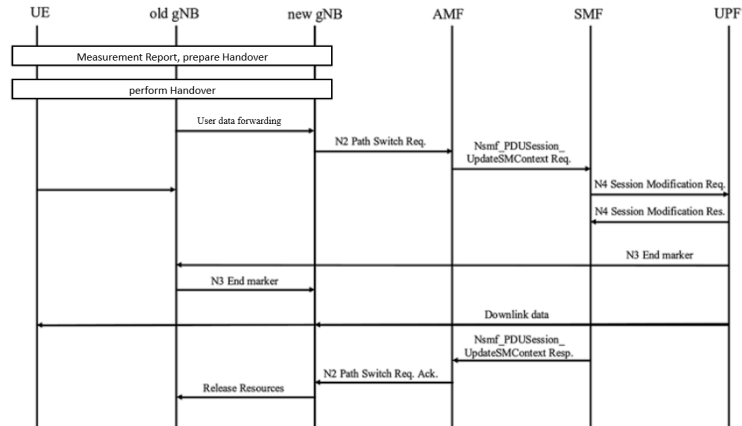 UE old gNB new gNB AMF SMF UPF
Measurement Report, prepare Handover
perform Handover
User data forwarding
N2 Path Switch Req.
Nsmf_PDUSession_
UpdateSMContext Req.
N4 Session Modification Req.
N4 Session Modification Res.
N3 End marker
N3 End marker
Downlink data
Nsmf_PDUSession_
UpdateSMContext Resp.
N2 Path Switch Req. Ack.
Release Resources